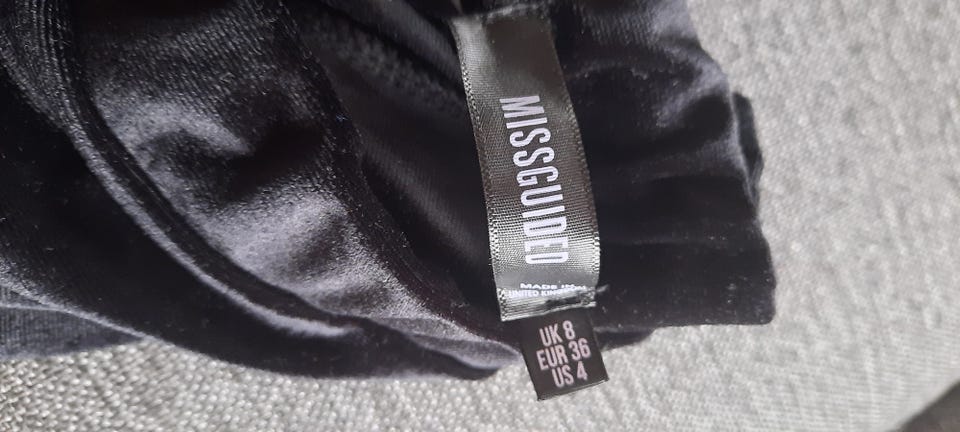 MISSGUIDED
MADE IN
UNITED KINGDOM
UK 8
EUR 36
US 4